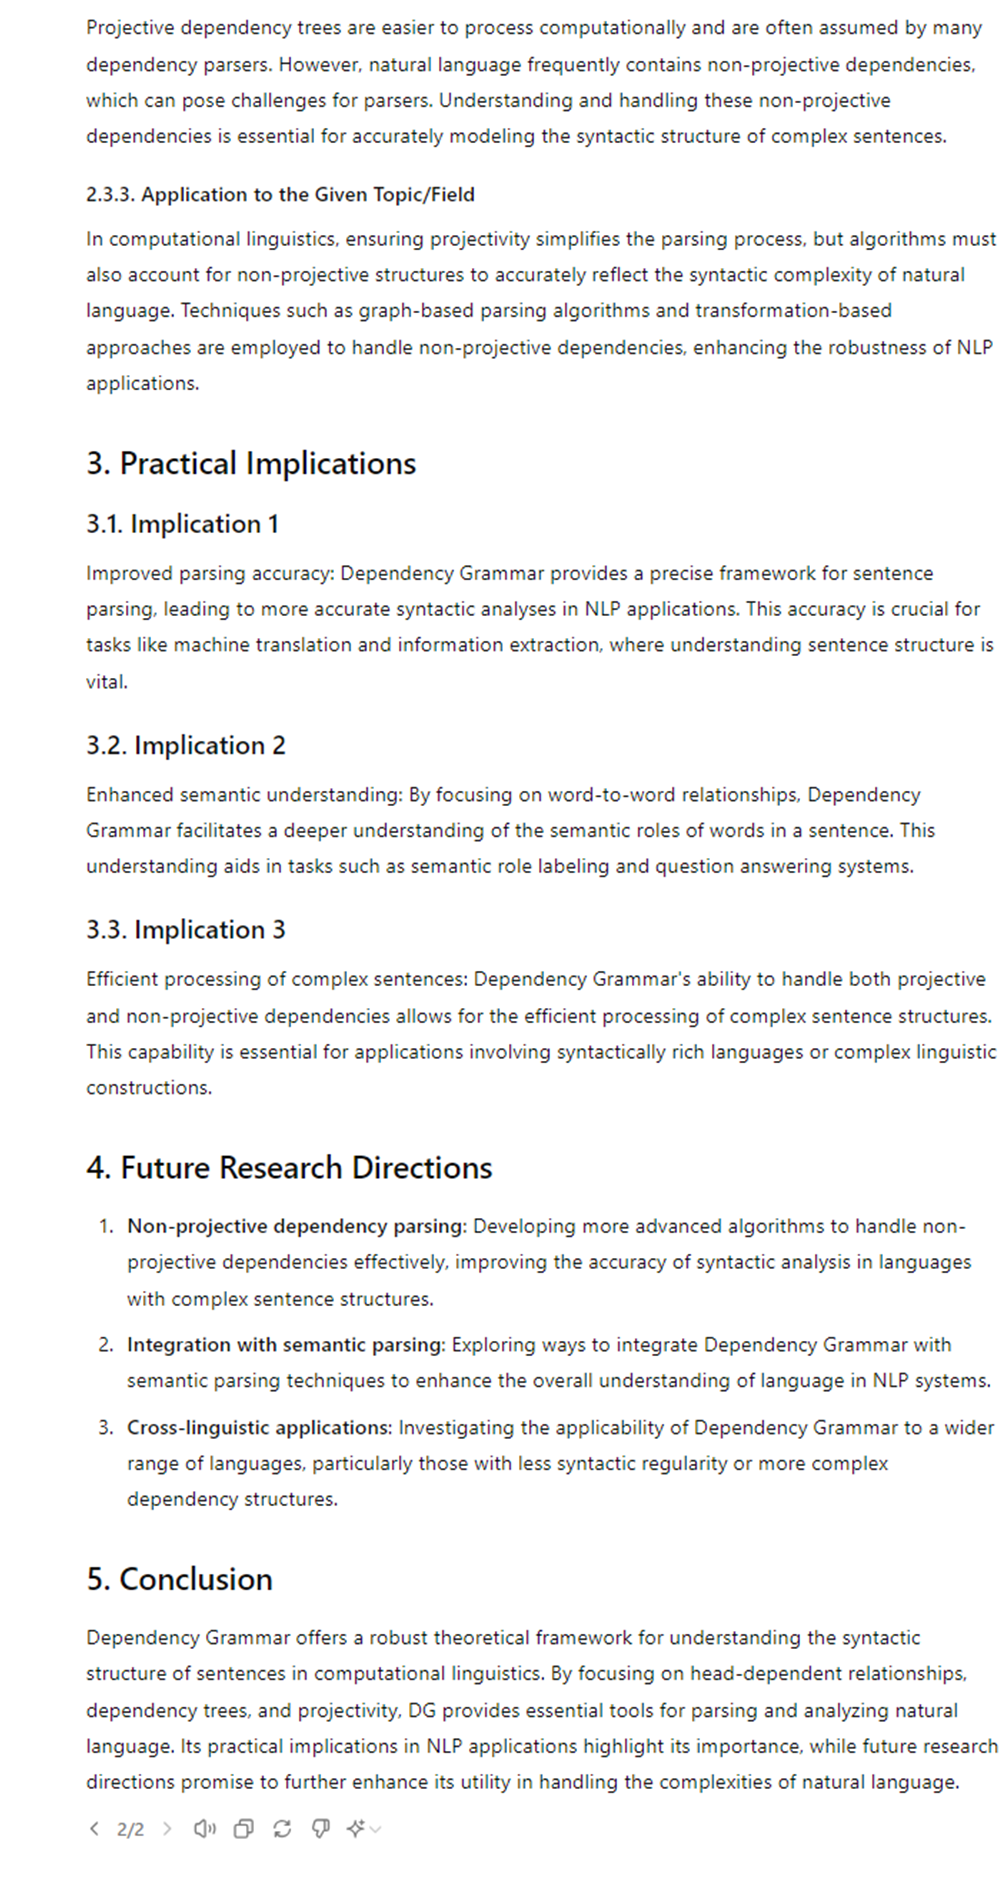 Projective dependency trees are easier to process computationally and are often assumed by many
dependency parsers. However, natural language frequently contains non-projective dependencies,
which can pose challenges for parsers. Understanding and handling these non-projective
dependencies is essential for accurately modeling the syntactic structure of complex sentences.
2.3.3. Application to the Given Topic/Field
In computational linguistics, ensuring projectivity simplifies the parsing process, but algorithms must
also account for non-projective structures to accurately reflect the syntactic complexity of natural
language. Techniques such as graph-based parsing algorithms and transformation-based
approaches are employed to handle non-projective dependencies, enhancing the robustness of NLP
applications.
3. Practical Implications
3.1. Implication 1
Improved parsing accuracy: Dependency Grammar provides a precise framework for sentence
parsing, leading to more accurate syntactic analyses in NLP applications. This accuracy is crucial for
tasks like machine translation and information extraction, where understanding sentence structure is
vital.
3.2. Implication 2
Enhanced semantic understanding: By focusing on word-to-word relationships, Dependency
Grammar facilitates a deeper understanding of the semantic roles of words in a sentence. This
understanding aids in tasks such as semantic role labeling and question answering systems.
3.3. Implication 3
Efficient processing of complex sentences: Dependency Grammar's ability to handle both projective
and non-projective dependencies allows for the efficient processing of complex sentence structures.
This capability is essential for applications involving syntactically rich languages or complex linguistic
constructions.
4. Future Research Directions
1. Non-projective dependency parsing: Developing more advanced algorithms to handle non-
projective dependencies effectively, improving the accuracy of syntactic analysis in languages
with complex sentence structures.
2. Integration with semantic parsing: Exploring ways to integrate Dependency Grammar with
semantic parsing techniques to enhance the overall understanding of language in NLP systems.
3. Cross-linguistic applications: Investigating the applicability of Dependency Grammar to a wider
range of languages, particularly those with less syntactic regularity or more complex
dependency structures.
5. Conclusion
Dependency Grammar offers a robust theoretical framework for understanding the syntactic
structure of sentences in computational linguistics. By focusing on head-dependent relationships,
dependency trees, and projectivity, DG provides essential tools for parsing and analyzing natural
language. Its practical implications in NLP applications highlight its importance, while future research
directions promise to further enhance its utility in handling the complexities of natural language.
2/2